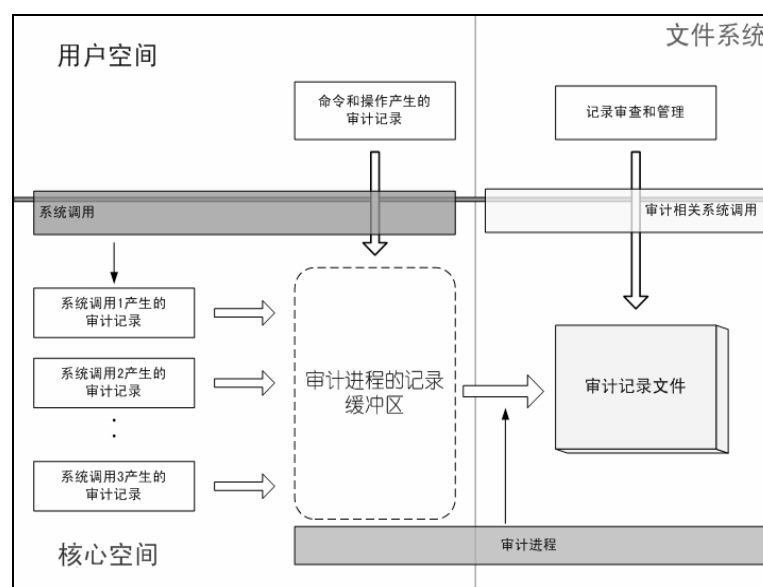 用户空间
文件系统
命令和操作产生的
审计记录
记录审查和管理
系统调用
审计相关系统调用
系统调用1产生的
审计记录
系统调用2产生的
审计记录
系统调用3产生的
审计记录
审计进程的记录
缓冲区
审计记录文件
审计进程
核心空间